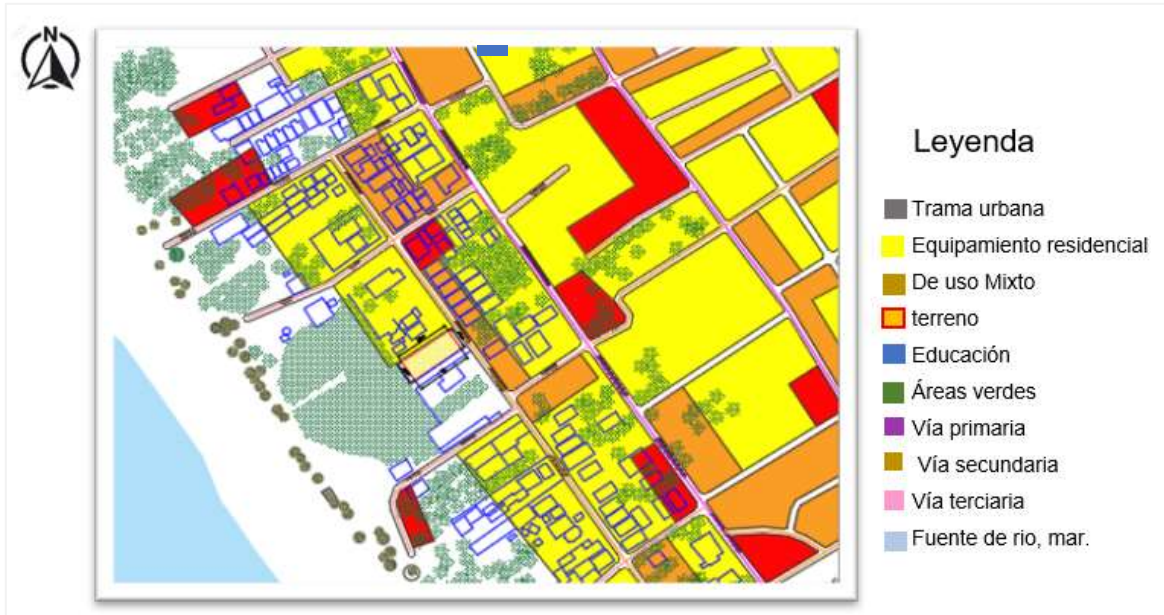 N
Leyenda
Trama urbana
Equipamiento residencial
De uso Mixto
terreno
Educación
Áreas verdes
Vía primaria
Vía secundaria
Vía terciaria
Fuente de rio, mar.